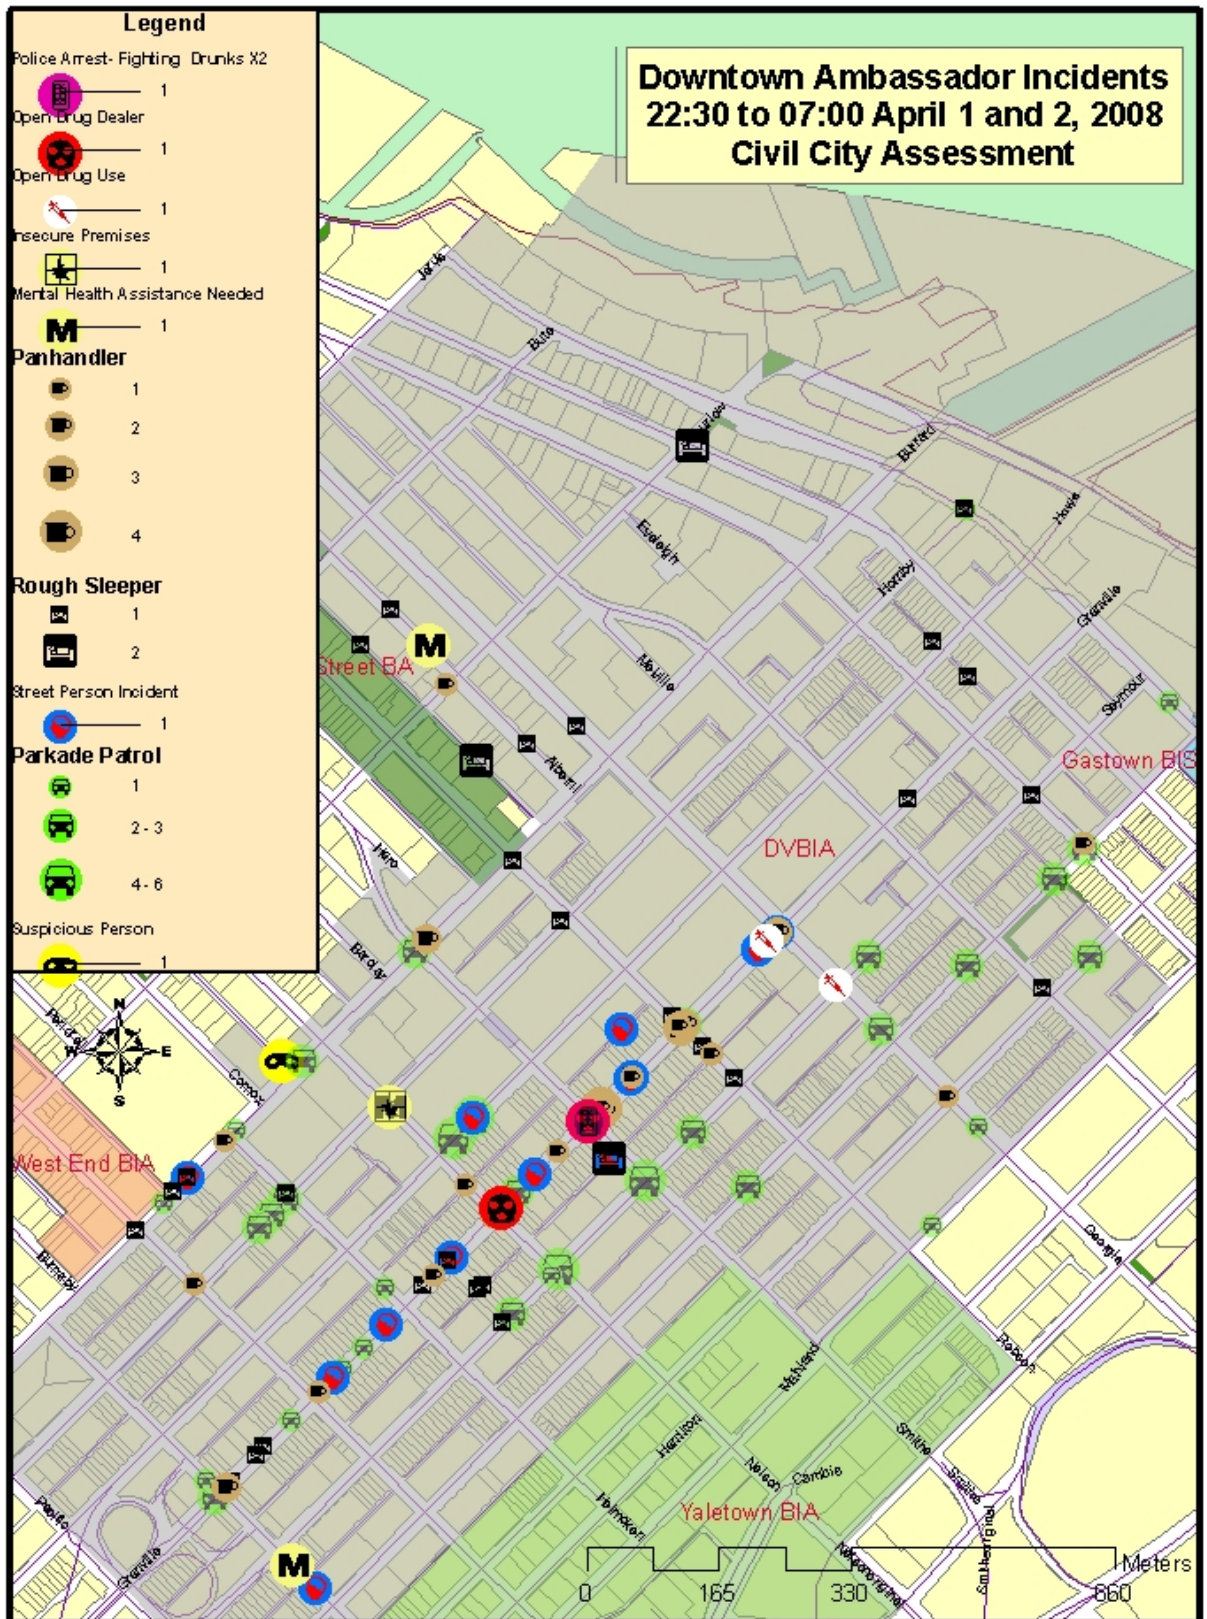 Legend
Police Arrest- Fighting Drunks X2
1
Open Drug Dealer
1
Open Drug Use
1
Insecure Premises
1
Mental Health Assistance Needed
M
1
Panhandler
1
2
3
4
Rough Sleeper
1
2
Street Person Incident
1
Parkade Patrol
1
2 - 3
4 - 6
Suspicious Person
1
Downtown Ambassador Incidents
22:30 to 07:00 April 1 and 2, 2008
Civil City Assessment
Jervis
Bute
Burrard
Howe
Eveleigh
Hornby
Granville
M
Street BA
Melville
Seymour
Gastown BIS
Alberni
DVBIA
Haro
Barclay
N
W
E
S
Comox
West End BIA
Burnaby
Georgia
Robson
Mainland
Hamilton
Smithe
Nelson
Cambie
Smithe
Helmcken
Pacific
Yaletown BIA
Granville
M
Meters
0
165
330
660